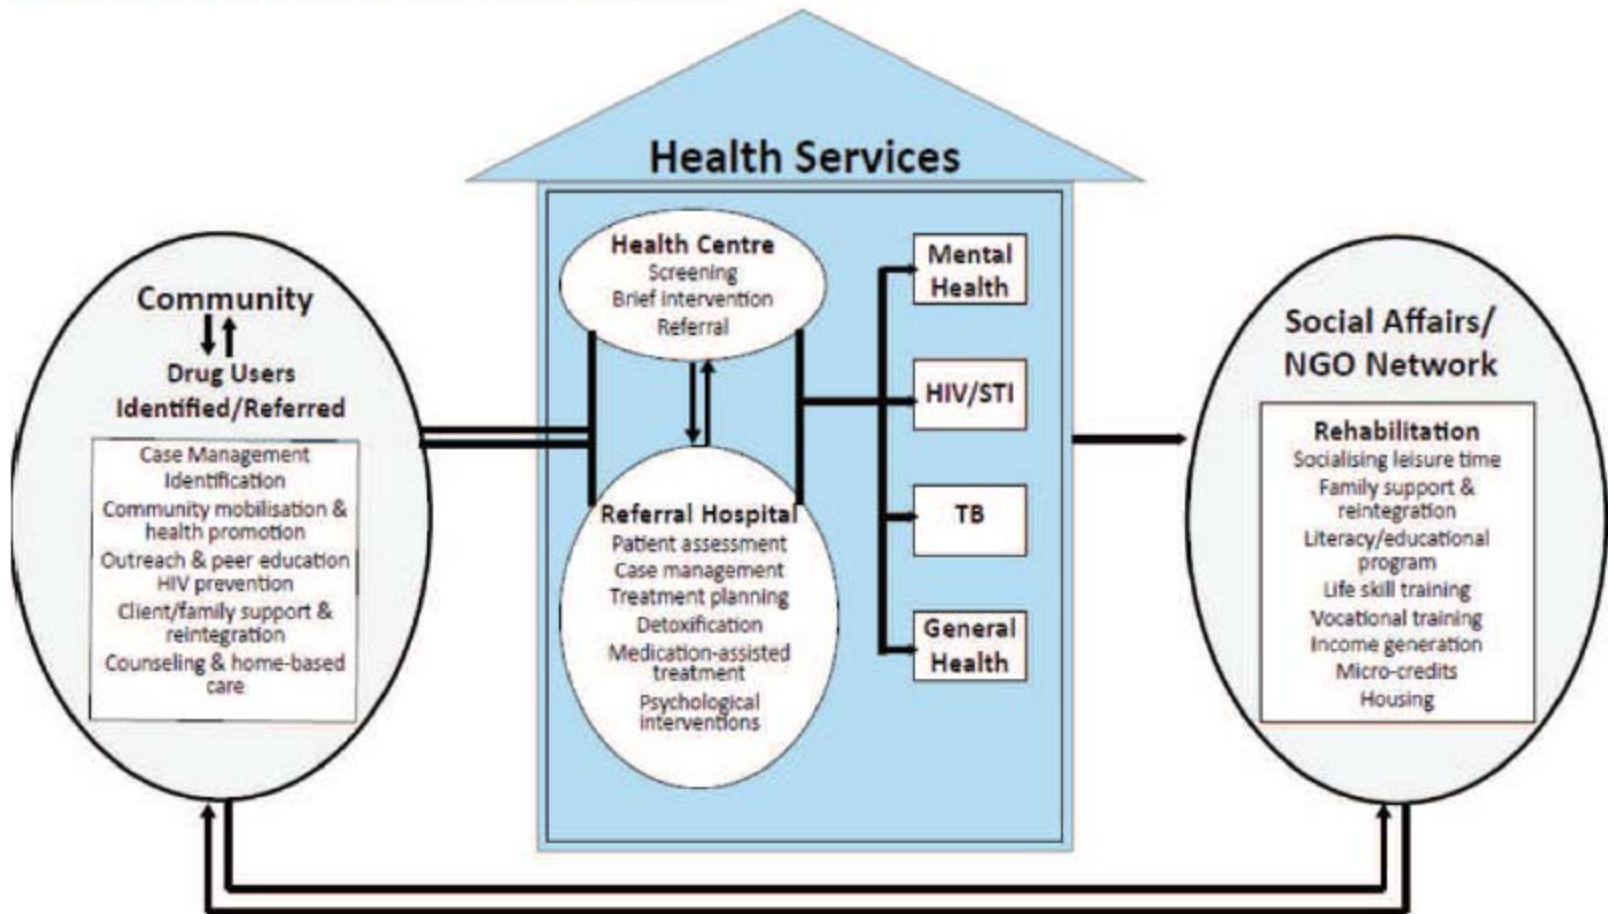 Health Services
Community
Drug Users
Identified/Referred
Case Management
Identification
Community mobilisation &
health promotion
Outreach & peer education
HIV prevention
Client/family support &
reintegration
Counseling & home-based
care
Health Centre
Screening
Brief intervention
Referral
Referral Hospital
Patient assessment
Case management
Treatment planning
Detoxification
Medication-assisted
treatment
Psychological
interventions
Mental
Health
HIV/STI
TB
General
Health
Social Affairs/
NGO Network
Rehabilitation
Socialising leisure time
Family support &
reintegration
Literacy/educational
program
Life skill training
Vocational training
Income generation
Micro-credits
Housing